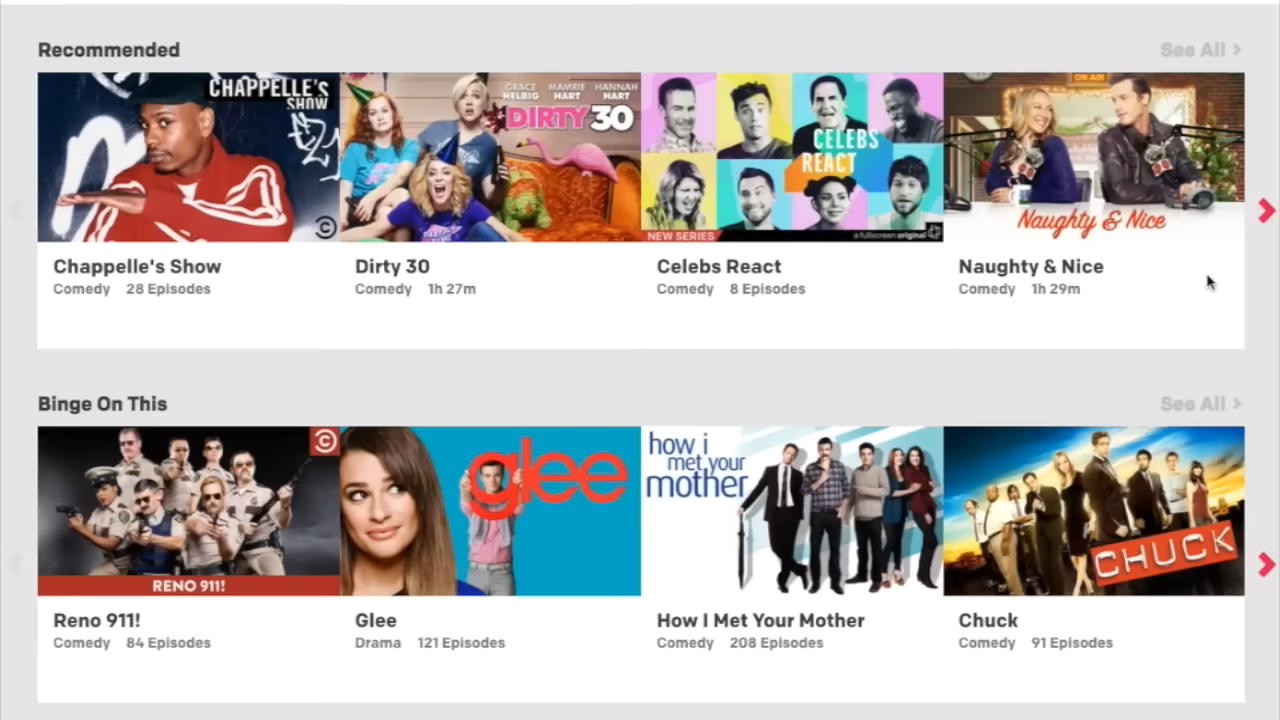 Recommended
See All >
CHAPPELLE'S
SHOW
GRACE HELBIG MAMRIE HART HANNAH HART
DIRTY 30
CELBS
REACT
NEW SERIES
a fullscreen original
ON AIR
Naughty & Nice
Chappelle's Show
Comedy 28 Episodes
Dirty 30
Comedy 1h 27m
Celebs React
Comedy 8 Episodes
Naughty & Nice
Comedy 1h 29m
Binge On This
See All >
RENO 911!
glee
how i
met your
mother
CHUCK
Reno 911!
Comedy 84 Episodes
Glee
Drama 121 Episodes
How I Met Your Mother
Comedy 208 Episodes
Chuck
Comedy 91 Episodes